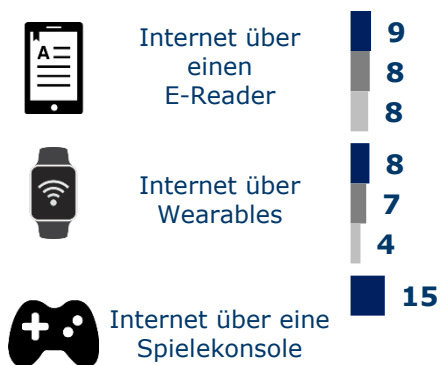 Internet über
einen
E-Reader
9
8
8
Internet über
Wearables
8
7
4
Internet über eine
Spielekonsole
15
A